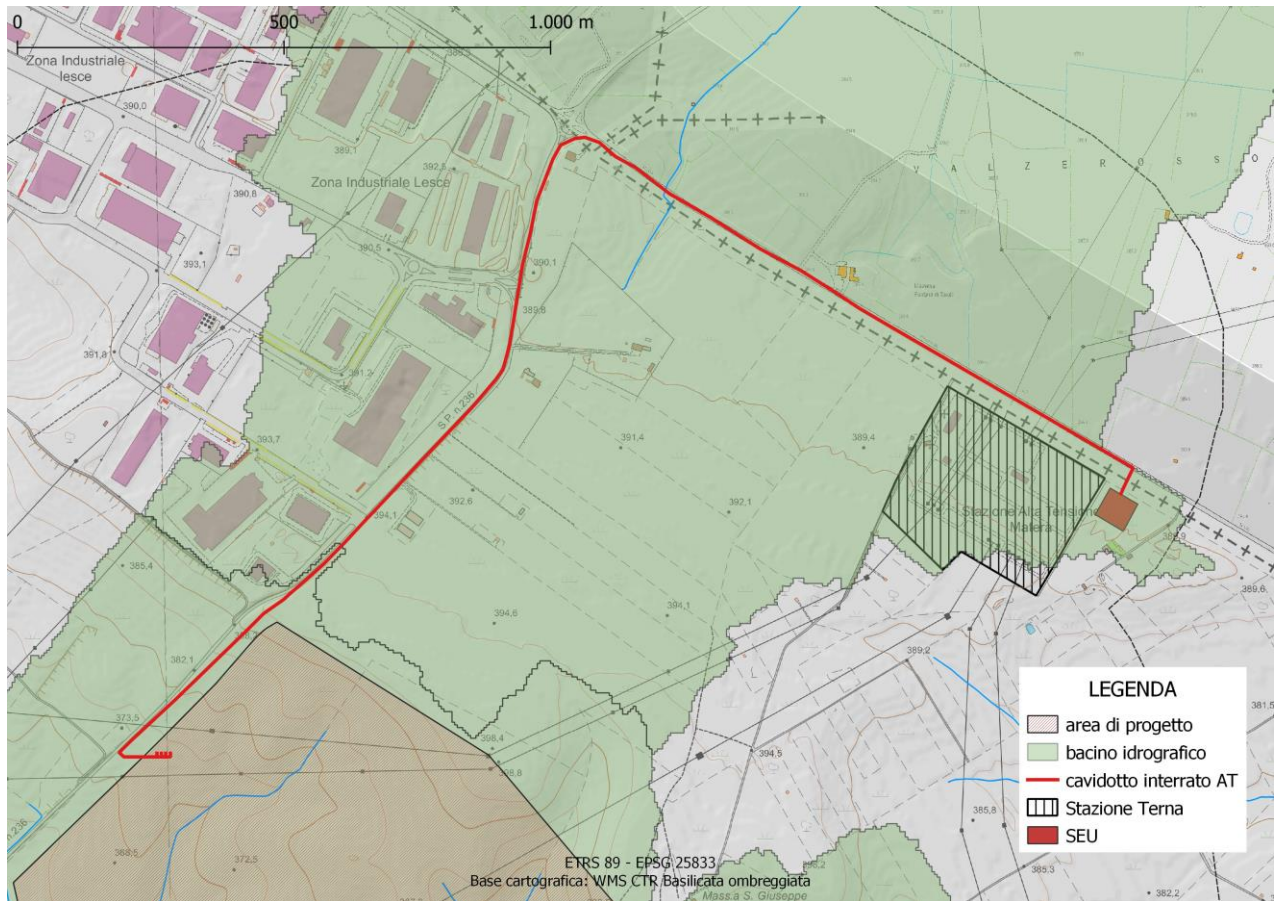 0
500
1.000 m
Zona Industriale
Iesce
390,0
389,1
392,5
Zona Industriale Lesce
390,8
V A L Z E R O S S O
393,1
390,5
390,1
389,8
391,8
391,2
S.P. n.236
393,7
391,4
389,4
392,6
392,1
394,1
Stazione Alta Tensione
Matera
385,4
394,6
394,1
389,6
382,1
389,2
373,5
398,4
398,8
394,5
381,5
385,8
368,5
372,5
385,3
382,2
LEGENDA
area di progetto
bacino idrografico
cavidotto interrato AT
Stazione Terna
SEU
ETRS 89 - EPSG 25833
Base cartografica: WMS CTR Basilicata ombreggiata
Mass.a S. Giuseppe